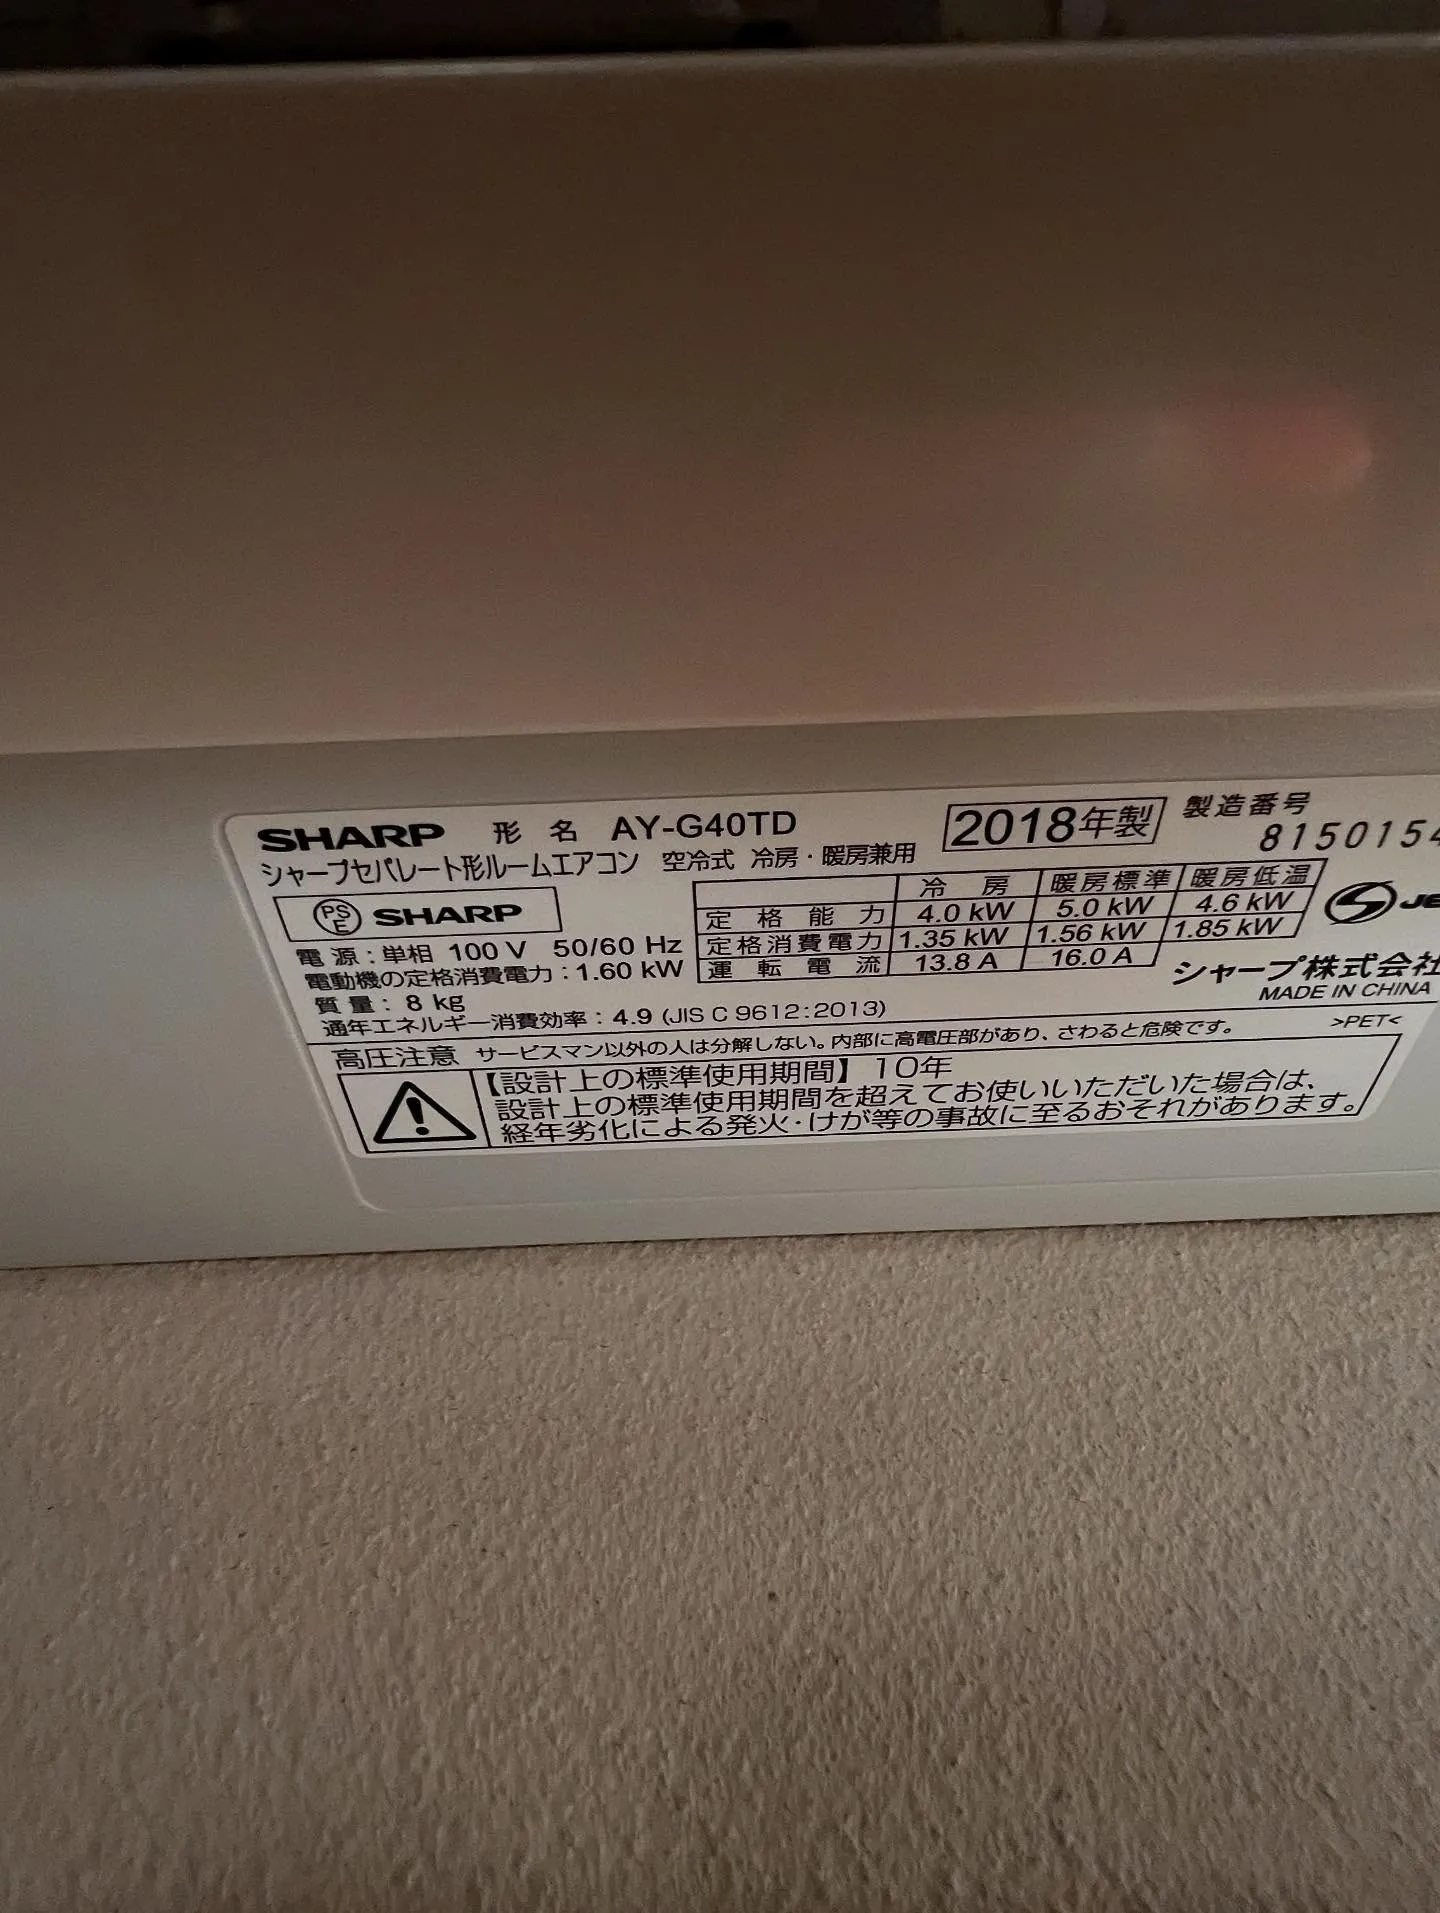 SHARP 形名 AY-G40TD 2018年製 製造番号
8150154
シャープセパレート形ルームエアコン 空冷式 冷房・暖房兼用
PSE SHARP
冷房 暖房標準 暖房低温
定格能力 4.0 kW 5.0 kW 4.6 kW
定格消費電力 1.35 kW 1.56 kW 1.85 kW
運転電流 13.8 A 16.0 A
電源:単相 100 V 50/60 Hz
電動機の定格消費電力:1.60 kW
質量:8 kg
通年エネルギー消費効率:4.9 (JIS C 9612:2013)
シャープ株式会社
MADE IN CHINA
>PET<
高圧注意 サービスマン以外の人は分解しない。内部に高電圧部があり、さわると危険です。
【設計上の標準使用期間】10年
設計上の標準使用期間を超えてお使いいただいた場合は、
経年劣化による発火・けが等の事故に至るおそれがあります。